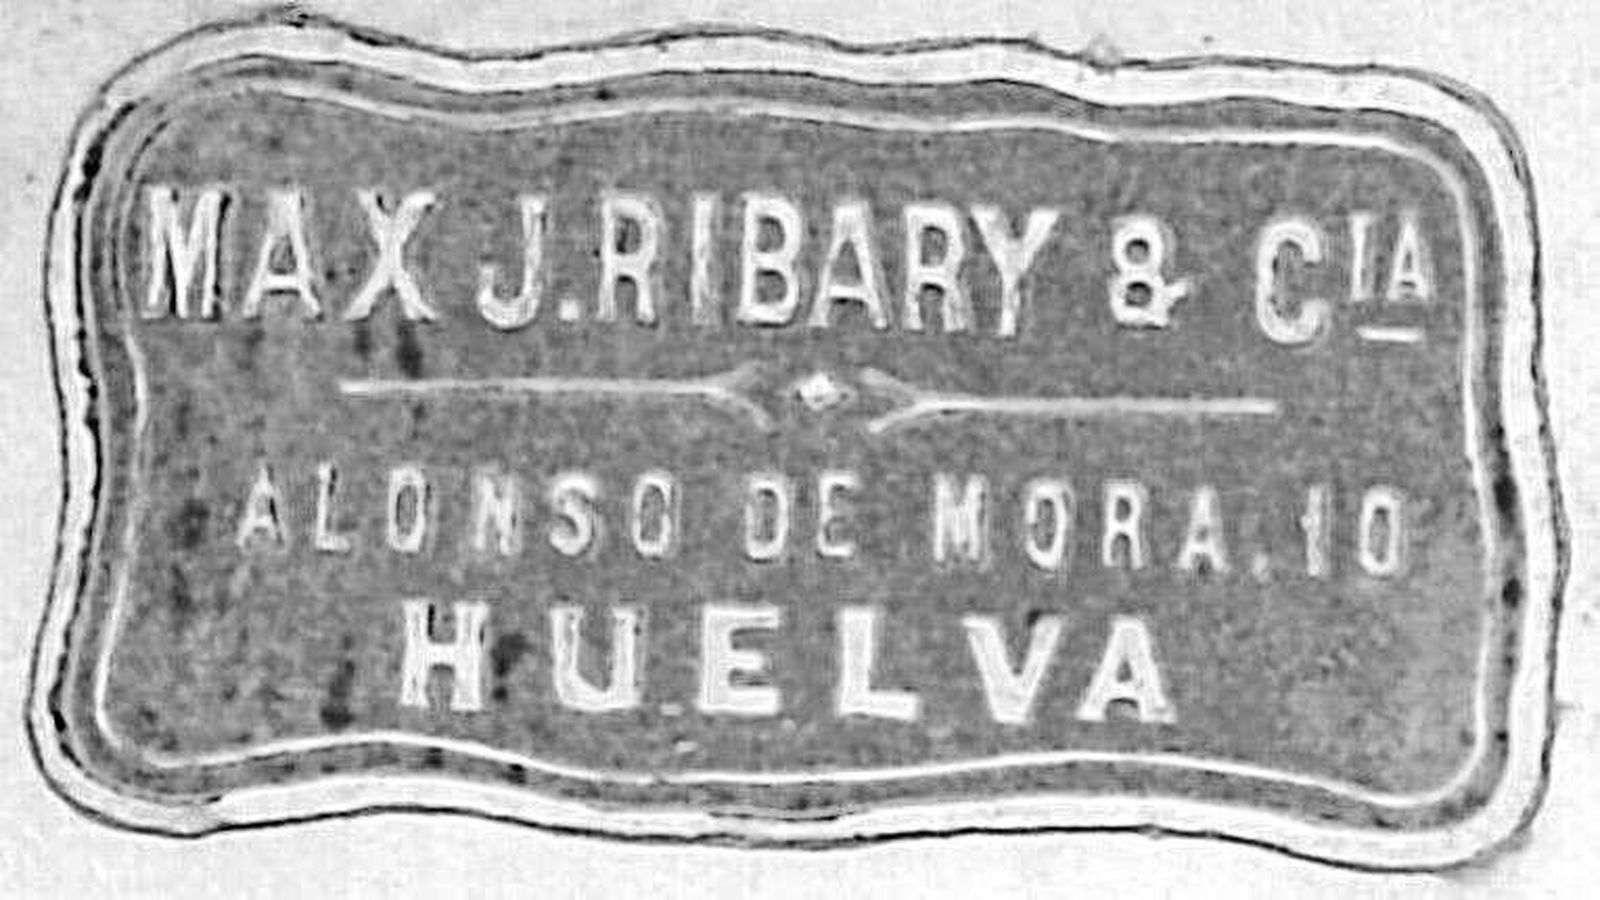 MAX J. RIBARY & CIA
ALONSO DE MORA. 10
HUELVA